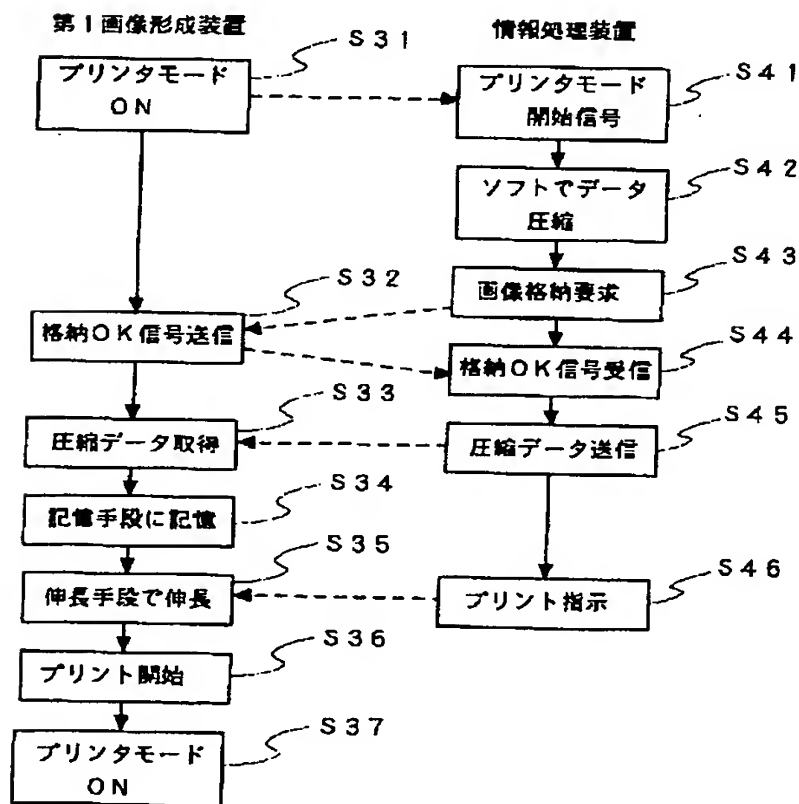 第1画像形成装置
情報処理装置
プリンタモード
ON
S31
プリンタモード
開始信号
S41
ソフトでデータ
圧縮
S42
画像格納要求
S43
格納OK信号送信
S32
格納OK信号受信
S44
圧縮データ取得
S33
圧縮データ送信
S45
記憶手段に記憶
S34
伸長手段で伸長
S35
プリント指示
S46
プリント開始
S36
プリンタモード
ON
S37